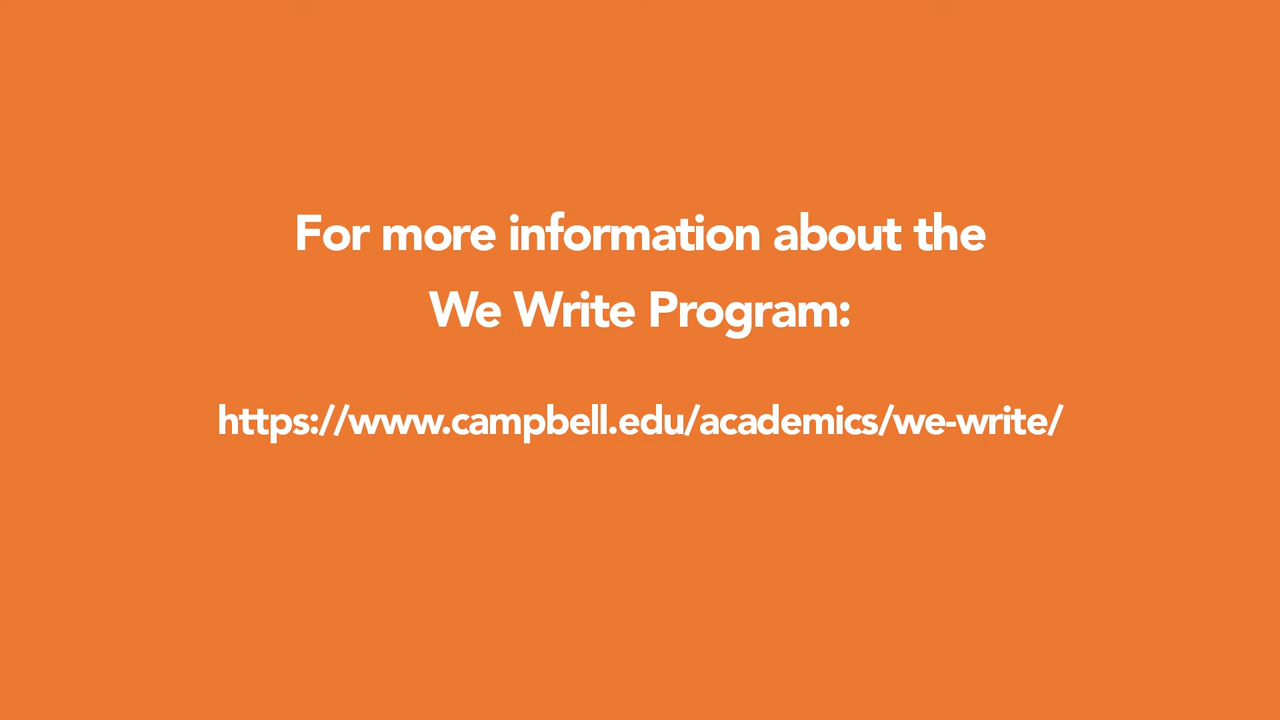 For more information about the
We Write Program:
https://www.campbell.edu/academics/we-write/